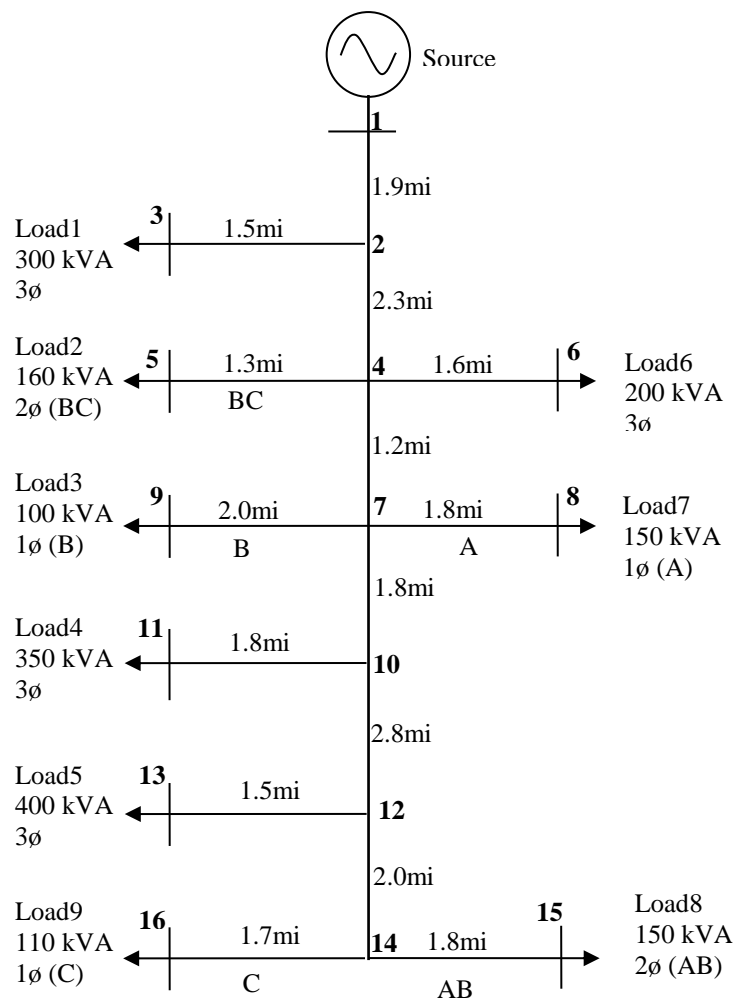 Source
1
1.9mi
3
Load1
300 kVA
3ø
1.5mi
2
2.3mi
Load2
160 kVA
2ø (BC)
5
1.3mi
BC
4
1.6mi
6
Load6
200 kVA
3ø
1.2mi
Load3
100 kVA
1ø (B)
9
2.0mi
B
7
1.8mi
A
8
Load7
150 kVA
1ø (A)
1.8mi
Load4
350 kVA
3ø
11
1.8mi
10
2.8mi
Load5
400 kVA
3ø
13
1.5mi
12
2.0mi
Load9
110 kVA
1ø (C)
16
1.7mi
C
14
1.8mi
AB
15
Load8
150 kVA
2ø (AB)